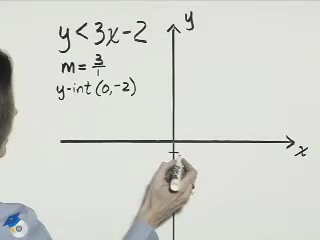 y < 3x - 2
m = 3/1
y-int (0, -2)
y
x